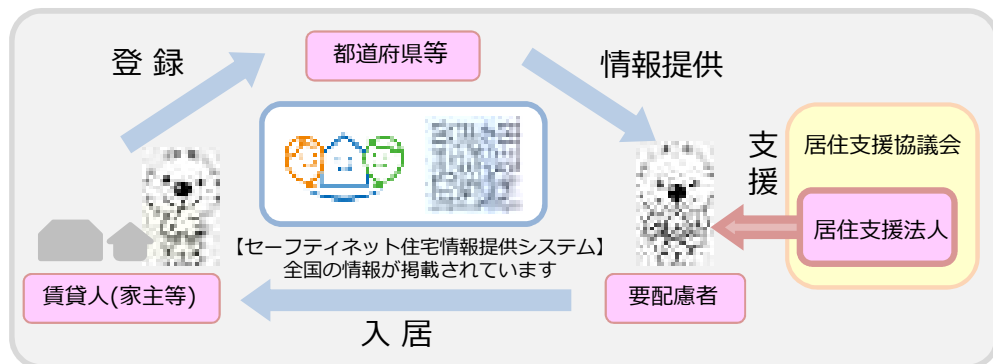 登 録
都道府県等
情報提供
支
援
居住支援協議会
居住支援法人
【セーフティネット住宅情報提供システム】
全国の情報が掲載されています
賃貸人(家主等)
要配慮者
入 居